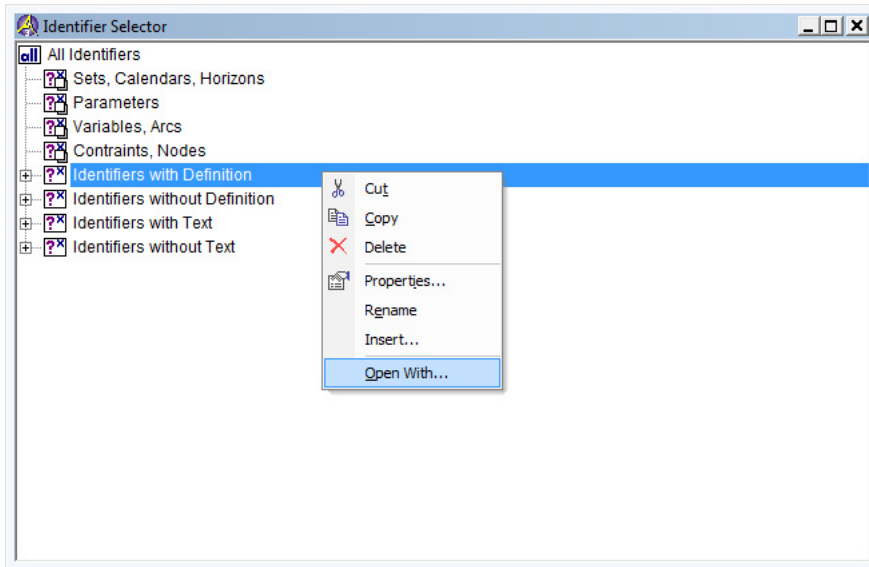 Identifier Selector
all All Identifiers
Sets, Calendars, Horizons
Parameters
Variables, Arcs
Contraints, Nodes
Identifiers with Definition
Identifiers without Definition
Identifiers with Text
Identifiers without Text
Cut
Copy
Delete
Properties...
Rename
Insert...
Open With...